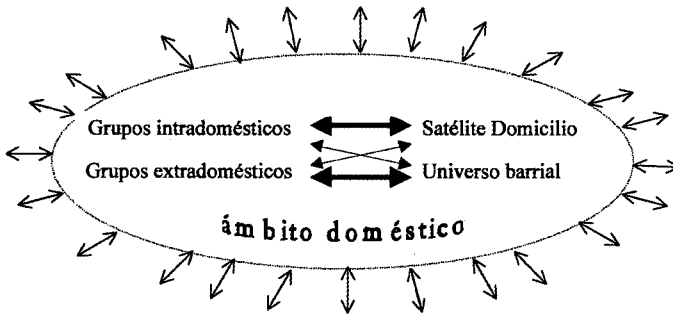 Grupos intradomésticos Satélite Domicilio
Grupos extradomésticos Universo barrial
ámbito doméstico